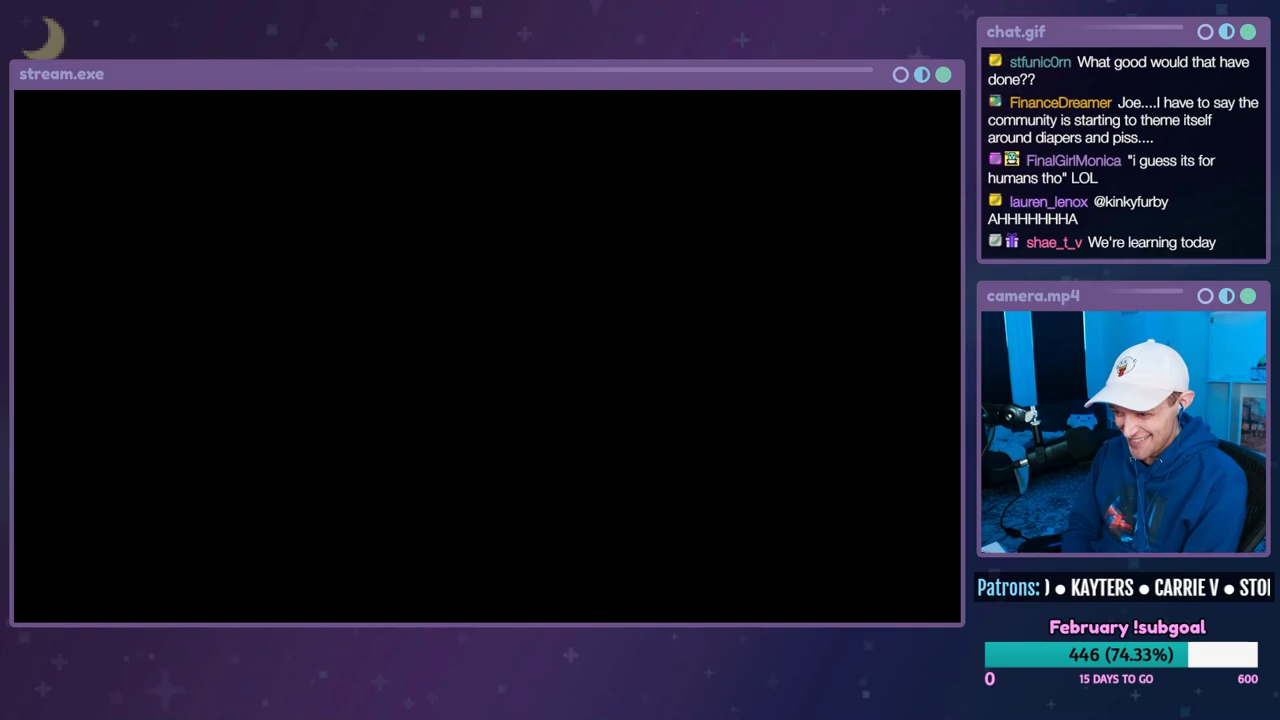 stream.exe
chat.gif
stfunic0rn What good would that have
done??
FinanceDreamer Joe....I have to say the
community is starting to theme itself
around diapers and piss....
FinalGirlMonica "i guess its for
humans tho" LOL
lauren_lenox @kinkyfurby
AHHHHHHHA
shae_t_v We're learning today
camera.mp4
Patrons: ● KAYTERS ● CARRIE V ●
February !subgoal
446 (74.33%)
0 15 DAYS TO GO 600